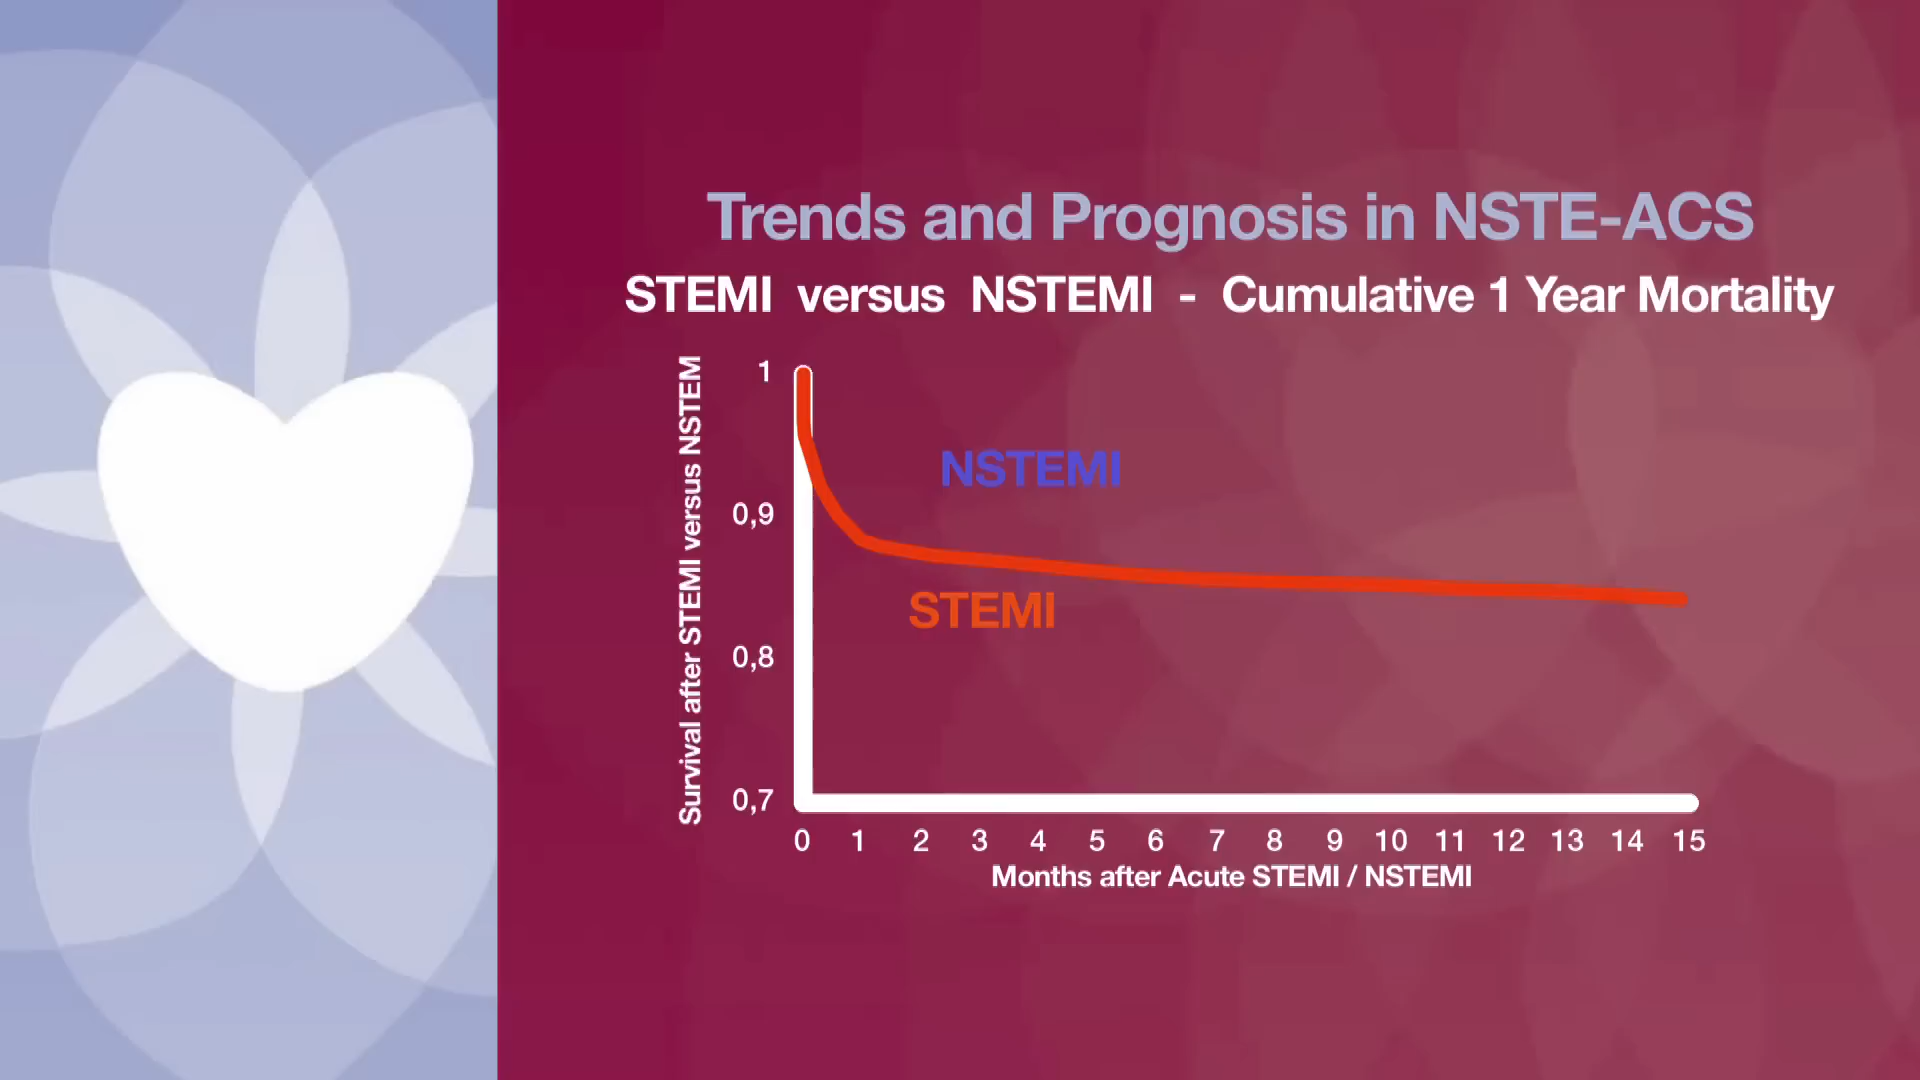 Trends and Prognosis in NSTE-ACS
STEMI versus NSTEMI - Cumulative 1 Year Mortality
Survival after STEMI versus NSTEM
1
0,9
0,8
0,7
NSTEMI
STEMI
0 1 2 3 4 5 6 7 8 9 10 11 12 13 14 15
Months after Acute STEMI / NSTEMI